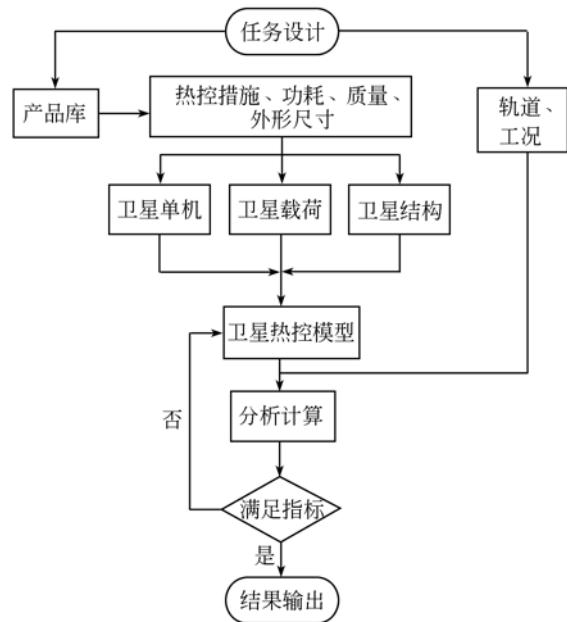 任务设计
产品库
热控措施、功耗、质量、
外形尺寸
轨道、
工况
卫星单机
卫星载荷
卫星结构
卫星热控模型
分析计算
否
满足指标
是
结果输出